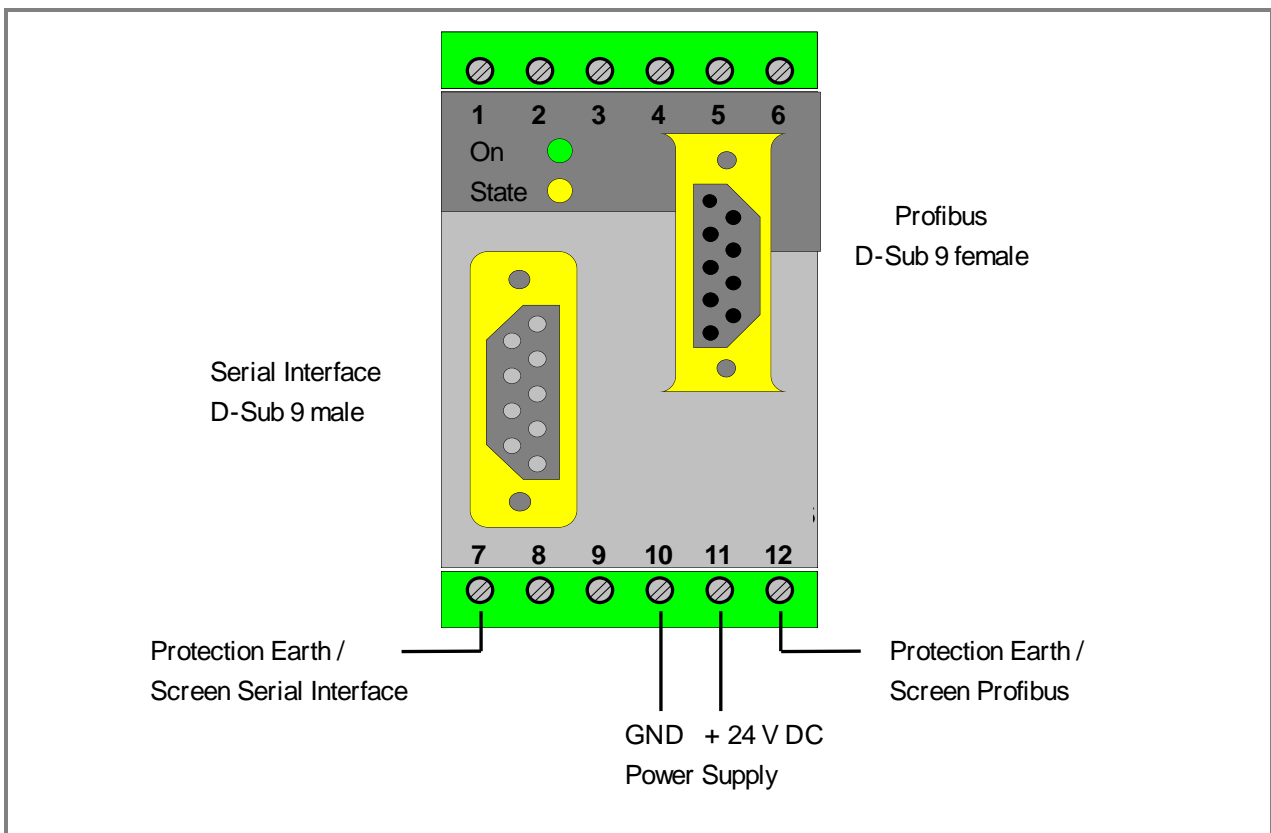 1 2 3 4 5 6
On
State
Profibus
D-Sub 9 female
Serial Interface
D-Sub 9 male
7 8 9 10 11 12
Protection Earth /
Screen Serial Interface
Protection Earth /
Screen Profibus
GND + 24 V DC
Power Supply